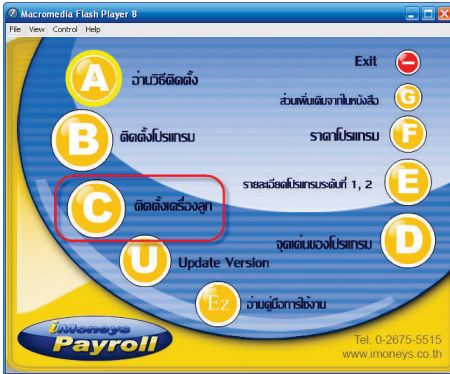 Macromedia Flash Player 8
File View Control Help
A อ่านวิธีติดตั้ง
Exit
ส่วนเพิ่มเติมจากในหนังสือ G
B ติดตั้งโปรแกรม
ราคาโปรแกรม F
รายละเอียดโปรแกรมระดับที่ 1, 2 E
C ติดตั้งเครื่องลูก
จุดเด่นของโปรแกรม D
U Update Version
Ez อ่านคู่มือการใช้งาน
iMoneys
Payroll
Tel. 0-2675-5515
www.imoneys.co.th